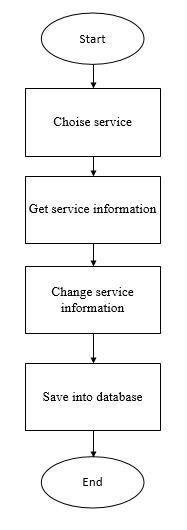 Start
Choise service
Get service information
Change service
information
Save into database
End